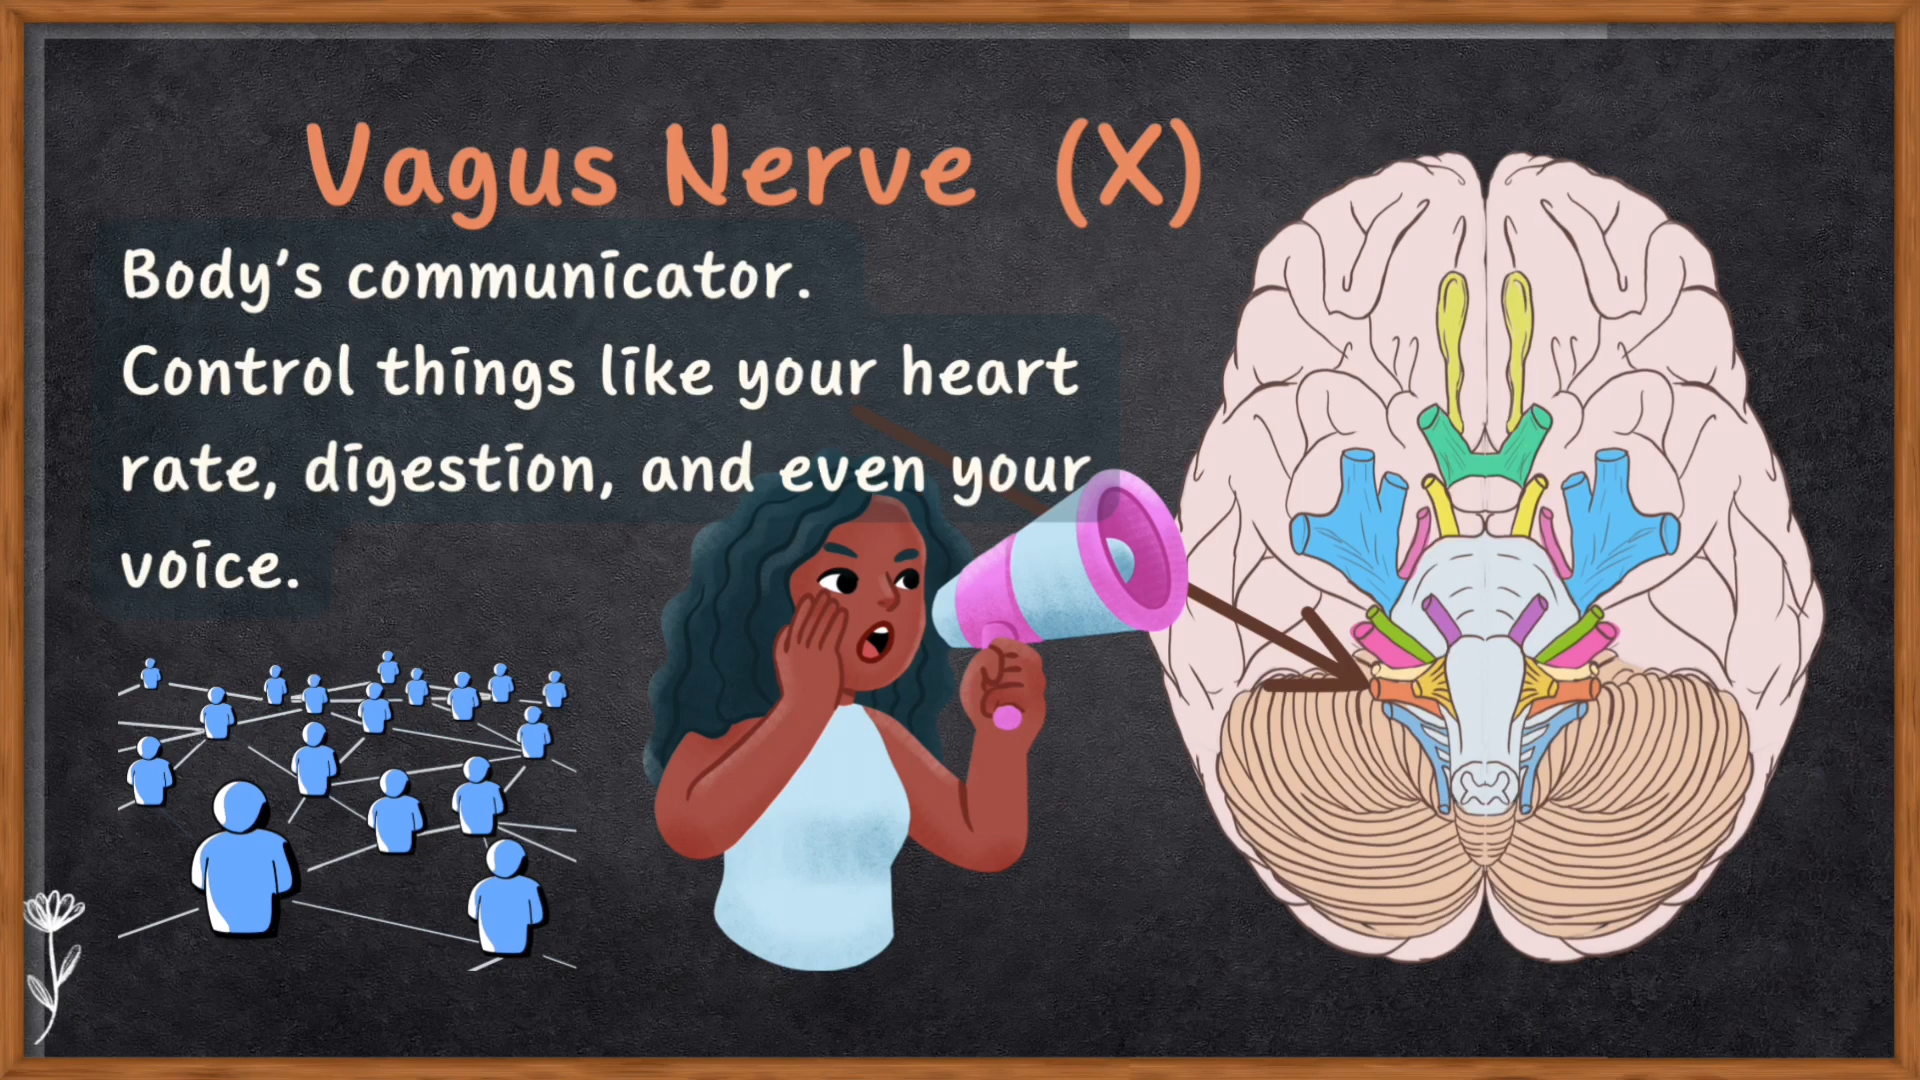 Vagus Nerve (X)
Body's communicator.
Control things like your heart
rate, digestion, and even your
voice.